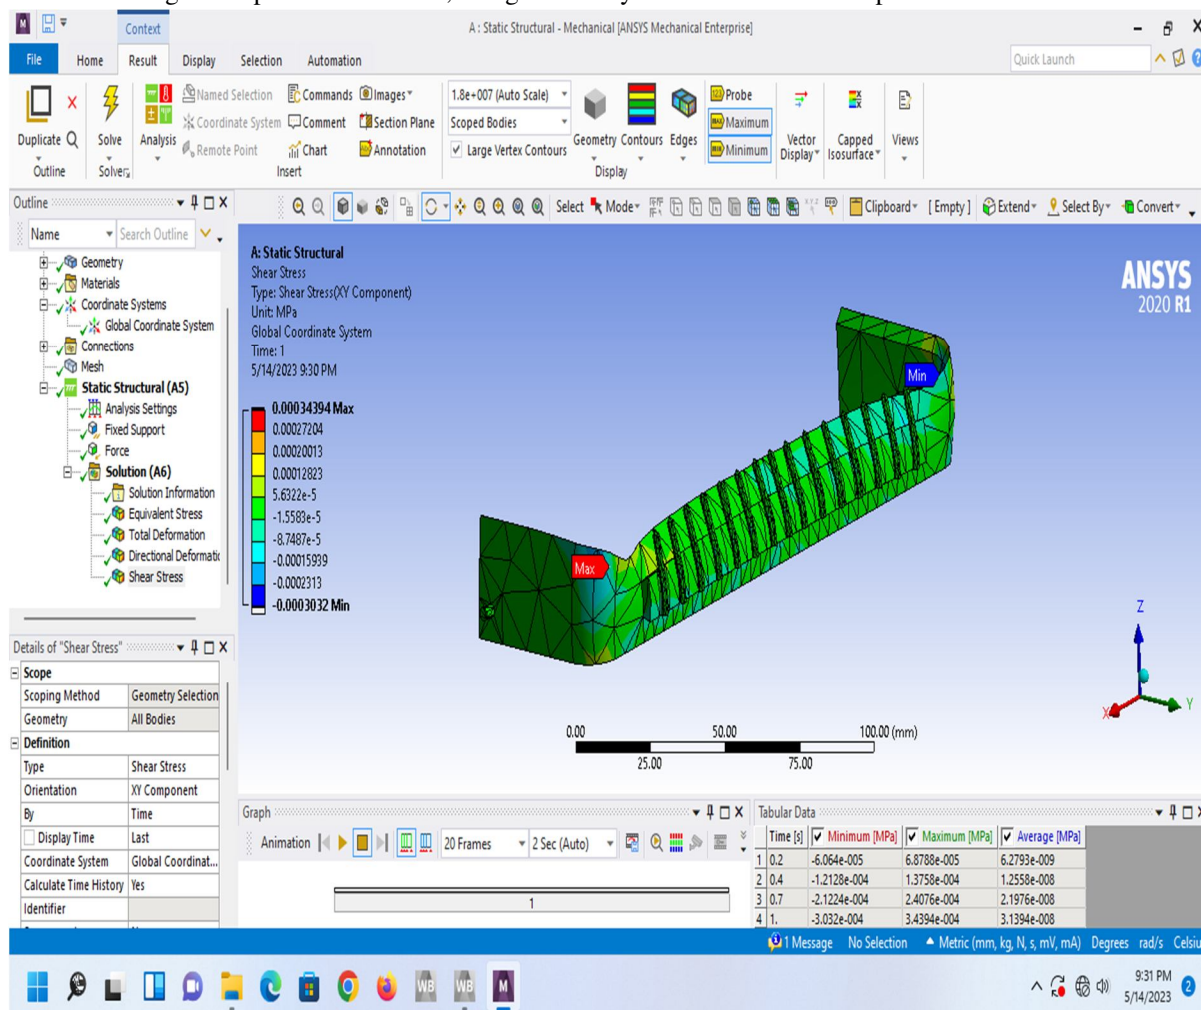 Context
A : Static Structural - Mechanical [ANSYS Mechanical Enterprise]
File Home Result Display Selection Automation
Quick Launch
Duplicate
Outline
Solve
Solver
Analysis
Named Selection
Coordinate System
Remote Point
Commands
Comment
Chart
Images
Section Plane
Annotation
Insert
1.8e+007 (Auto Scale)
Scoped Bodies
Large Vertex Contours
Geometry Contours Edges
Probe
Maximum
Minimum
Display
Vector
Display
Capped
Isosurface
Views
Outline
Name Search Outline
Select Mode Clipboard [ Empty ] Extend Select By Convert
Geometry
Materials
Coordinate Systems
Global Coordinate System
Connections
Mesh
Static Structural (A5)
Analysis Settings
Fixed Support
Force
Solution (A6)
Solution Information
Equivalent Stress
Total Deformation
Directional Deformatic
Shear Stress
A: Static Structural
Shear Stress
Type: Shear Stress(XY Component)
Unit: MPa
Global Coordinate System
Time: 1
5/14/2023 9:30 PM
0.00034394 Max
0.00027204
0.00020013
0.00012823
5.6322e-5
-1.5583e-5
-8.7487e-5
-0.00015939
-0.0002313
-0.0003032 Min
ANSYS
2020 R1
Min
Max
Z
X
Y
0.00 50.00 100.00 (mm)
25.00 75.00
Details of "Shear Stress"
Scope
Scoping Method Geometry Selection
Geometry All Bodies
Definition
Type Shear Stress
Orientation XY Component
By Time
Display Time Last
Coordinate System Global Coordinat...
Calculate Time History Yes
Identifier
Graph
Animation 20 Frames 2 Sec (Auto)
1
Tabular Data
Time [s] Minimum [MPa] Maximum [MPa] Average [MPa]
1 0.2 -6.064e-005 6.8788e-005 6.2793e-009
2 0.4 -1.2128e-004 1.3758e-004 1.2558e-008
3 0.7 -2.1224e-004 2.4076e-004 2.1976e-008
4 1. -3.032e-004 3.4394e-004 3.1394e-008
1 Message No Selection Metric (mm, kg, N, s, mV, mA) Degrees rad/s Celsiu
WB WB M
9:31 PM
5/14/2023
2